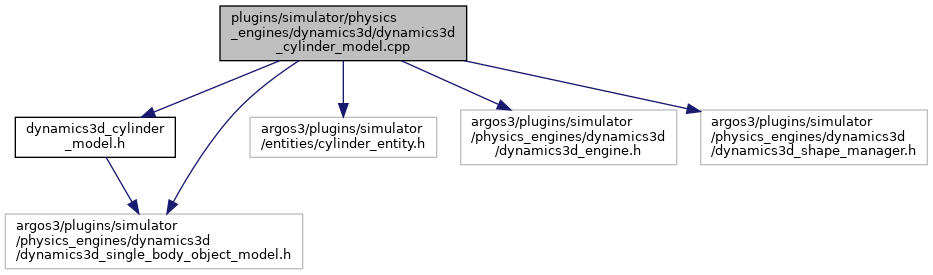 plugins/simulator/physics
_engines/dynamics3d/dynamics3d
_cylinder_model.cpp
dynamics3d_cylinder
_model.h
argos3/plugins/simulator
/entities/cylinder_entity.h
argos3/plugins/simulator
/physics_engines/dynamics3d
/dynamics3d_engine.h
argos3/plugins/simulator
/physics_engines/dynamics3d
/dynamics3d_shape_manager.h
argos3/plugins/simulator
/physics_engines/dynamics3d
/dynamics3d_single_body_object_model.h